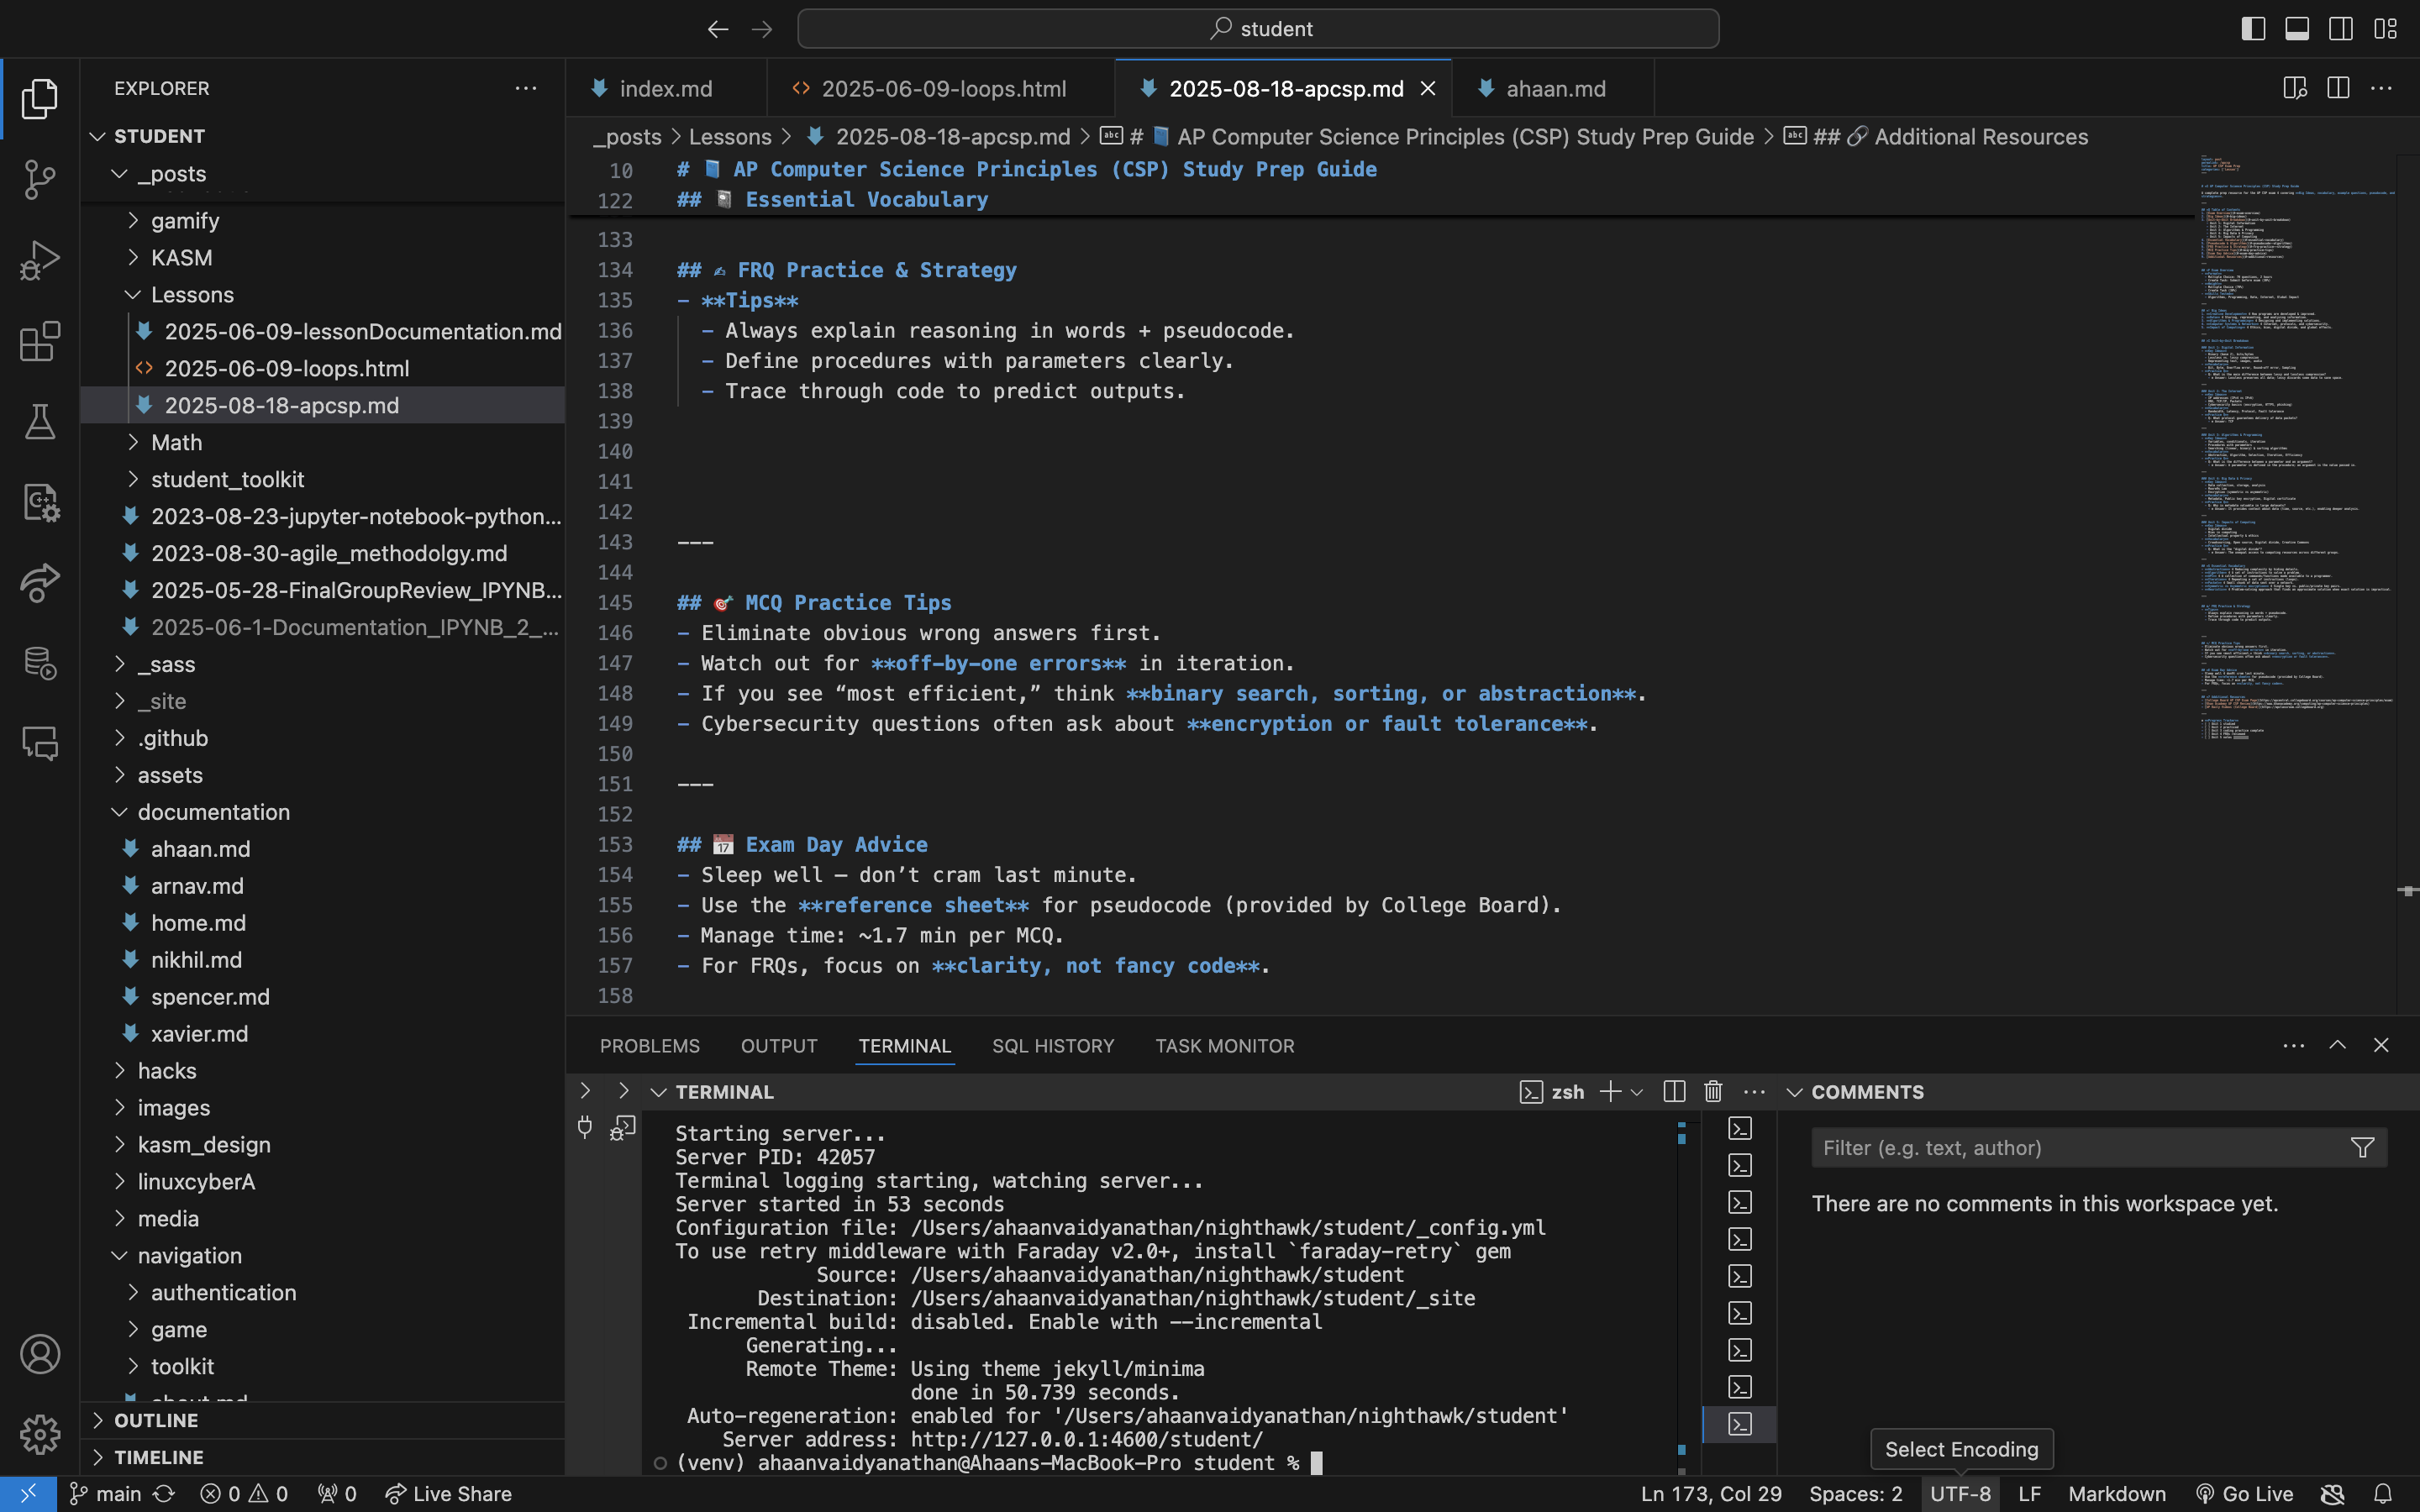 student
EXPLORER
STUDENT
_posts
gamify
KASM
Lessons
2025-06-09-lessonDocumentation.md
2025-06-09-loops.html
2025-08-18-apcsp.md
Math
student_toolkit
2023-08-23-jupyter-notebook-python...
2023-08-30-agile_methodolgy.md
2025-05-28-FinalGroupReview_IPYNB...
2025-06-1-Documentation_IPYNB_2_...
_sass
_site
.github
assets
documentation
ahaan.md
arnav.md
home.md
nikhil.md
spencer.md
xavier.md
hacks
images
kasm_design
linuxcyberA
media
navigation
authentication
game
toolkit
about.md
OUTLINE
TIMELINE
index.md 2025-06-09-loops.html 2025-08-18-apcsp.md ahaan.md
_posts > Lessons > 2025-08-18-apcsp.md > # 📘 AP Computer Science Principles (CSP) Study Prep Guide > ## 🔗 Additional Resources
10 # 📘 AP Computer Science Principles (CSP) Study Prep Guide
122 ## 📓 Essential Vocabulary
133
134 ## ✍️ FRQ Practice & Strategy
135 - **Tips**
136 - Always explain reasoning in words + pseudocode.
137 - Define procedures with parameters clearly.
138 - Trace through code to predict outputs.
139
140
141
142
143 ---
144
145 ## 🎯 MCQ Practice Tips
146 - Eliminate obvious wrong answers first.
147 - Watch out for **off-by-one errors** in iteration.
148 - If you see “most efficient,” think **binary search, sorting, or abstraction**.
149 - Cybersecurity questions often ask about **encryption or fault tolerance**.
150
151 ---
152
153 ## 📅 Exam Day Advice
154 - Sleep well — don’t cram last minute.
155 - Use the **reference sheet** for pseudocode (provided by College Board).
156 - Manage time: ~1.7 min per MCQ.
157 - For FRQs, focus on **clarity, not fancy code**.
158
PROBLEMS OUTPUT TERMINAL SQL HISTORY TASK MONITOR
TERMINAL zsh
Starting server...
Server PID: 42057
Terminal logging starting, watching server...
Server started in 53 seconds
Configuration file: /Users/ahaanvaidyanathan/nighthawk/student/_config.yml
To use retry middleware with Faraday v2.0+, install `faraday-retry` gem
Source: /Users/ahaanvaidyanathan/nighthawk/student
Destination: /Users/ahaanvaidyanathan/nighthawk/student/_site
Incremental build: disabled. Enable with --incremental
Generating...
Remote Theme: Using theme jekyll/minima
done in 50.739 seconds.
Auto-regeneration: enabled for '/Users/ahaanvaidyanathan/nighthawk/student'
Server address: http://127.0.0.1:4600/student/
(venv) ahaanvaidyanathan@Ahaans-MacBook-Pro student %
COMMENTS
Filter (e.g. text, author)
There are no comments in this workspace yet.
Select Encoding
main 0 0 0 Live Share Ln 173, Col 29 Spaces: 2 UTF-8 LF Markdown Go Live